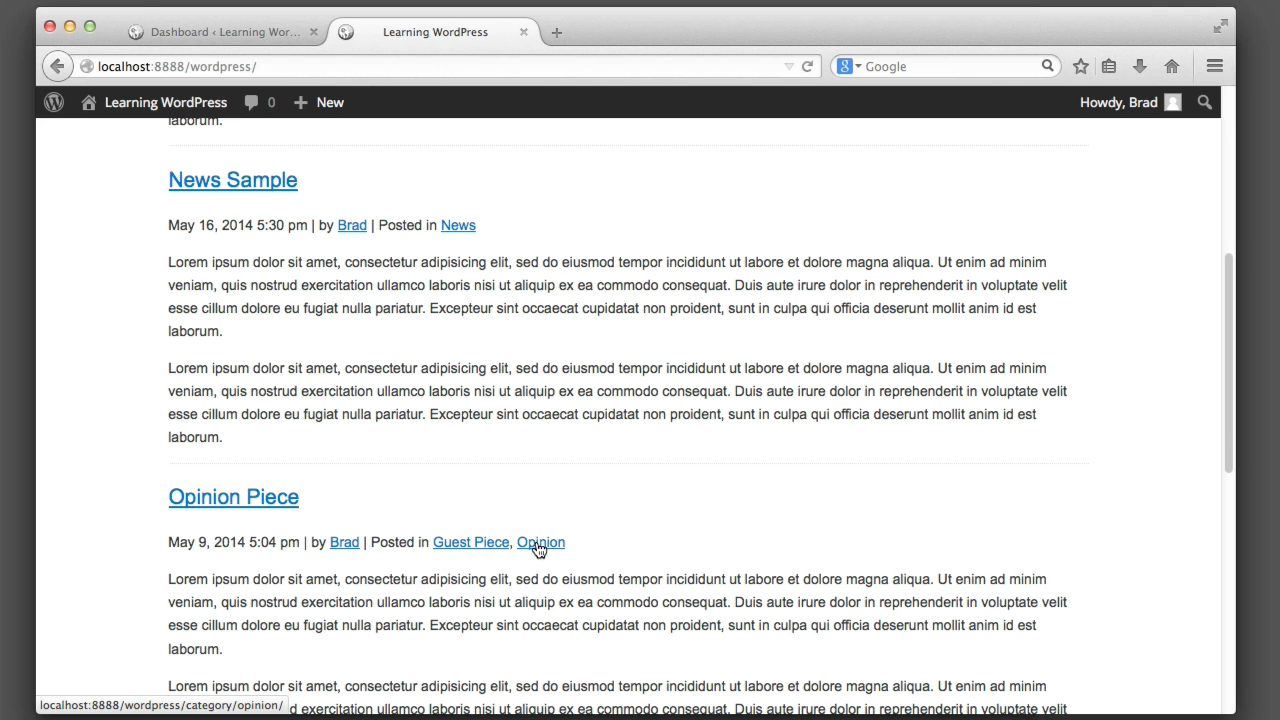 Dashboard ‹ Learning Wor...
Learning WordPress
localhost:8888/wordpress/
Google
Learning WordPress
0
New
Howdy, Brad
laborum.
News Sample
May 16, 2014 5:30 pm | by Brad | Posted in News
Lorem ipsum dolor sit amet, consectetur adipisicing elit, sed do eiusmod tempor incididunt ut labore et dolore magna aliqua. Ut enim ad minim
veniam, quis nostrud exercitation ullamco laboris nisi ut aliquip ex ea commodo consequat. Duis aute irure dolor in reprehenderit in voluptate velit
esse cillum dolore eu fugiat nulla pariatur. Excepteur sint occaecat cupidatat non proident, sunt in culpa qui officia deserunt mollit anim id est
laborum.
Lorem ipsum dolor sit amet, consectetur adipisicing elit, sed do eiusmod tempor incididunt ut labore et dolore magna aliqua. Ut enim ad minim
veniam, quis nostrud exercitation ullamco laboris nisi ut aliquip ex ea commodo consequat. Duis aute irure dolor in reprehenderit in voluptate velit
esse cillum dolore eu fugiat nulla pariatur. Excepteur sint occaecat cupidatat non proident, sunt in culpa qui officia deserunt mollit anim id est
laborum.
Opinion Piece
May 9, 2014 5:04 pm | by Brad | Posted in Guest Piece, Opinion
Lorem ipsum dolor sit amet, consectetur adipisicing elit, sed do eiusmod tempor incididunt ut labore et dolore magna aliqua. Ut enim ad minim
veniam, quis nostrud exercitation ullamco laboris nisi ut aliquip ex ea commodo consequat. Duis aute irure dolor in reprehenderit in voluptate velit
esse cillum dolore eu fugiat nulla pariatur. Excepteur sint occaecat cupidatat non proident, sunt in culpa qui officia deserunt mollit anim id est
laborum.
Lorem ipsum dolor sit amet, consectetur adipisicing elit, sed do eiusmod tempor incididunt ut labore et dolore magna aliqua. Ut enim ad minim
localhost:8888/wordpress/category/opinion/
d exercitation ullamco laboris nisi ut aliquip ex ea commodo consequat. Duis aute irure dolor in reprehenderit in voluptate velit